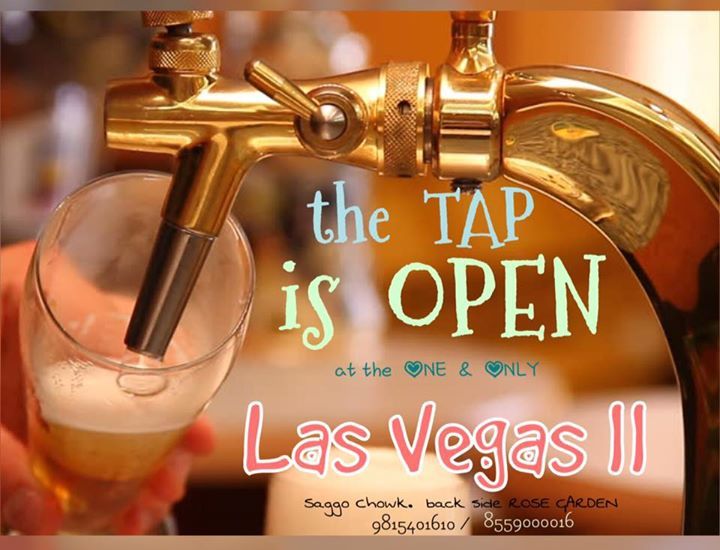 the TAP
is OPEN
at the ONE & ONLY
Las Vegas II
Saggo Chowk. back side ROSE GARDEN
9815401610 / 8559000016